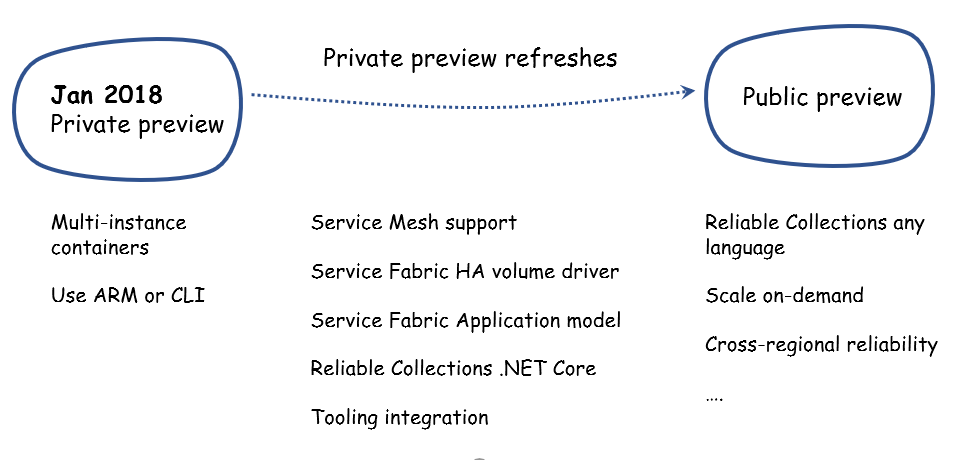 Private preview refreshes
Jan 2018
Private preview
Public preview
Multi-instance
containers
Use ARM or CLI
Service Mesh support
Service Fabric HA volume driver
Service Fabric Application model
Reliable Collections .NET Core
Tooling integration
Reliable Collections any
language
Scale on-demand
Cross-regional reliability
....